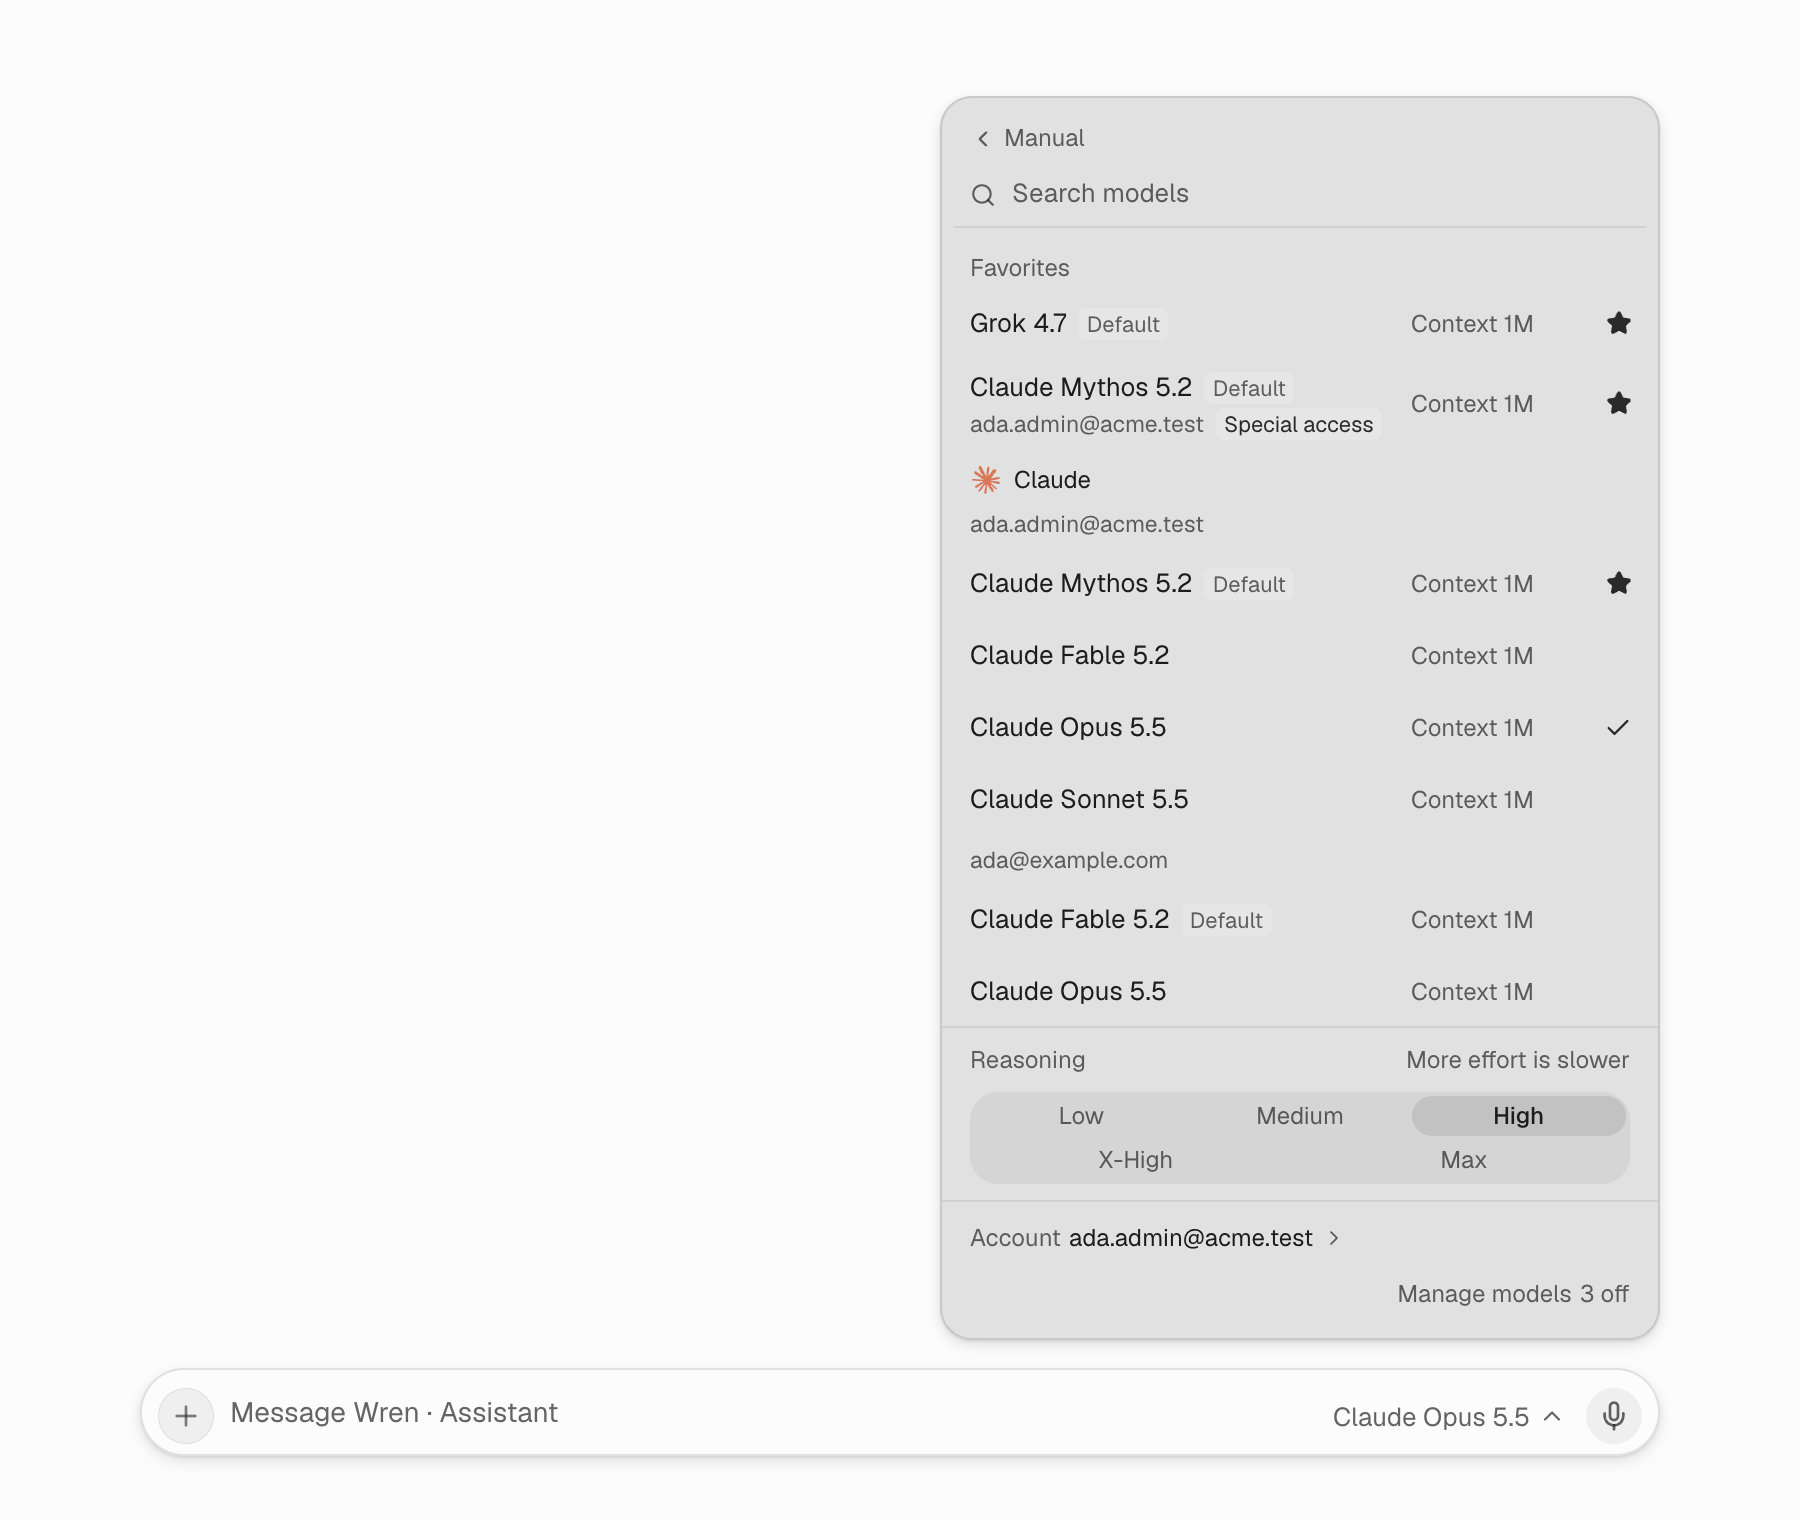 Manual
Search models
Favorites
Grok 4.7 Default Context 1M
Claude Mythos 5.2 Default Context 1M
ada.admin@acme.test Special access
Claude
ada.admin@acme.test
Claude Mythos 5.2 Default Context 1M
Claude Fable 5.2 Context 1M
Claude Opus 5.5 Context 1M
Claude Sonnet 5.5 Context 1M
ada@example.com
Claude Fable 5.2 Default Context 1M
Claude Opus 5.5 Context 1M
Reasoning More effort is slower
Low Medium High
X-High Max
Account ada.admin@acme.test
Manage models 3 off
Message Wren · Assistant Claude Opus 5.5